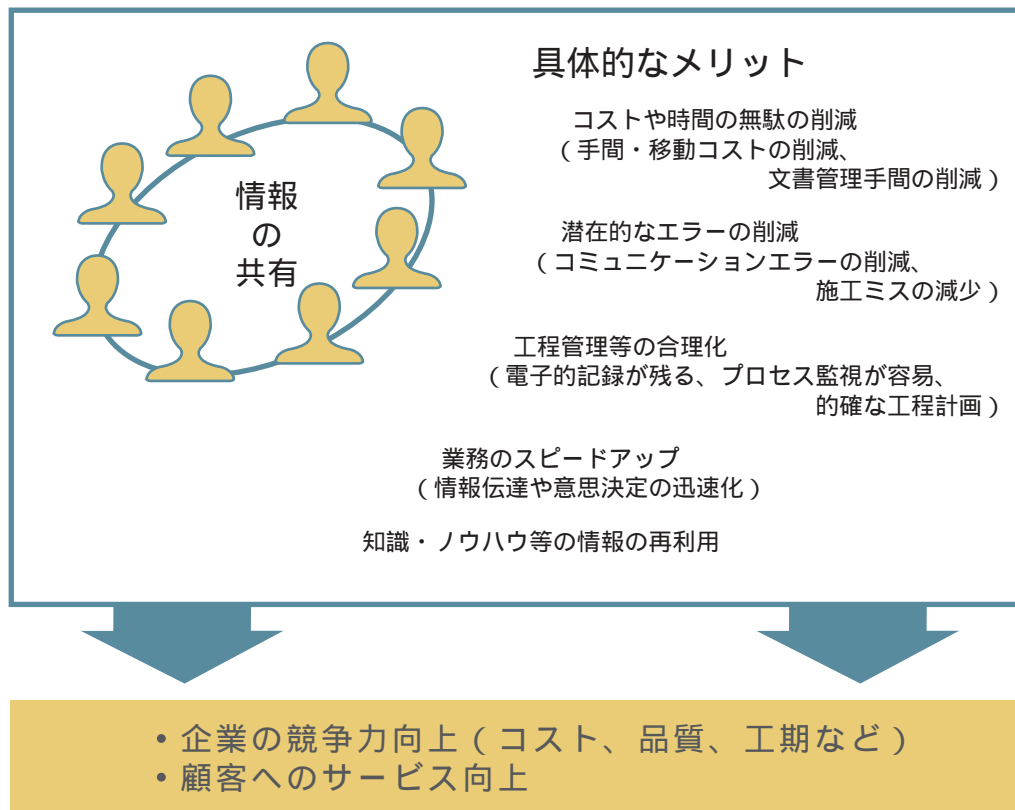 具体的なメリット
コストや時間の無駄の削減
(手間・移動コストの削減、
文書管理手間の削減)
情報
の
共有
潜在的なエラーの削減
(コミュニケーションエラーの削減、
施工ミスの減少)
工程管理等の合理化
(電子的記録が残る、プロセス監視が容易、
的確な工程計画)
業務のスピードアップ
(情報伝達や意思決定の迅速化)
知識・ノウハウ等の情報の再利用
•企業の競争力向上(コスト、品質、工期など)
•顧客へのサービス向上